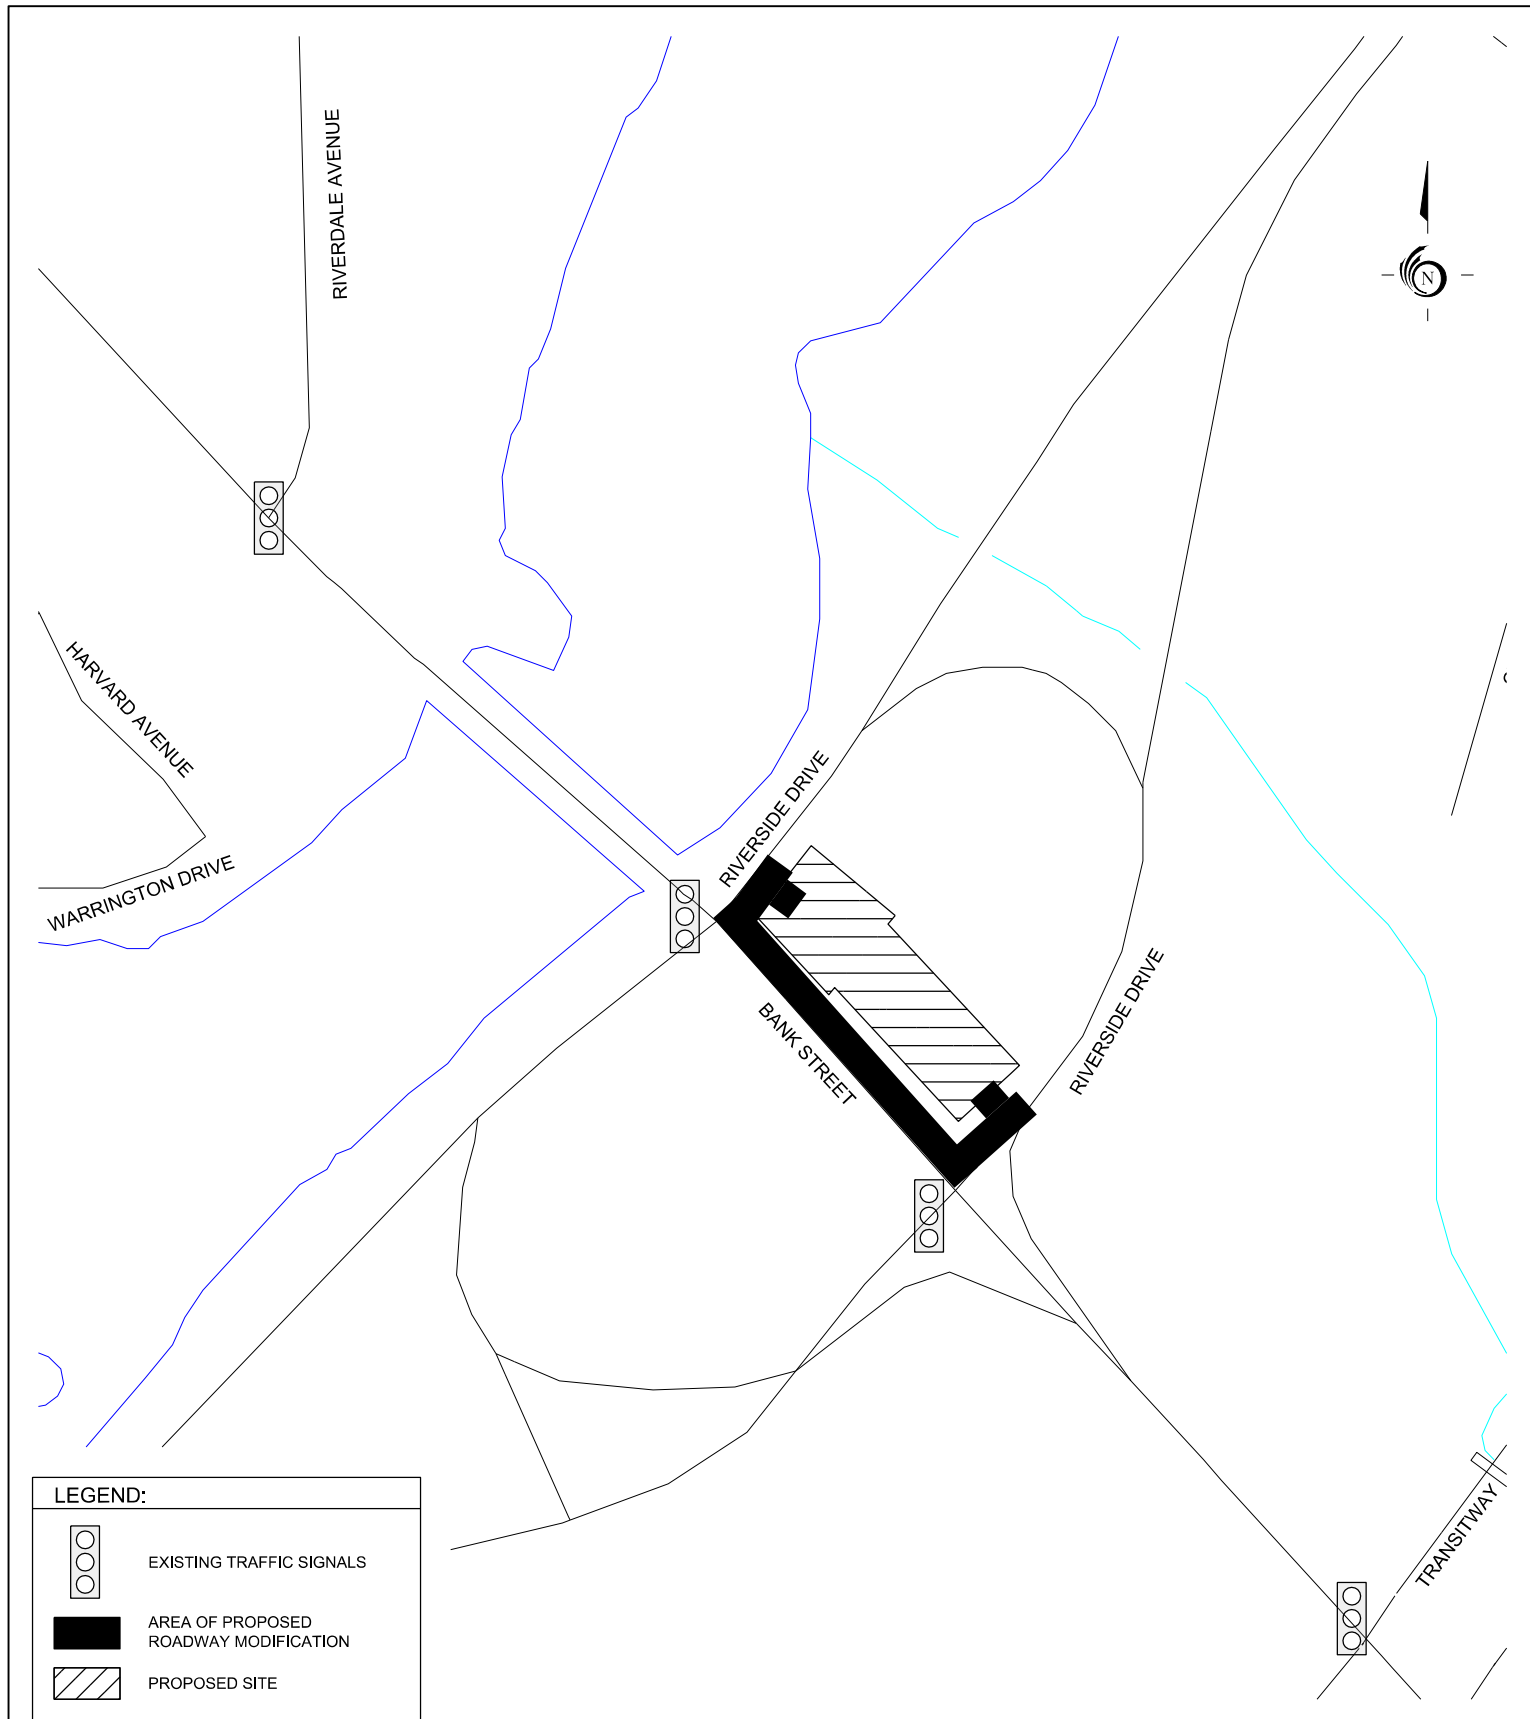 RIVERDALE AVENUE
N
HARVARD AVENUE
WARRINGTON DRIVE
RIVERSIDE DRIVE
BANK STREET
RIVERSIDE DRIVE
TRANSITWAY
LEGEND:
EXISTING TRAFFIC SIGNALS
AREA OF PROPOSED
ROADWAY MODIFICATION
PROPOSED SITE